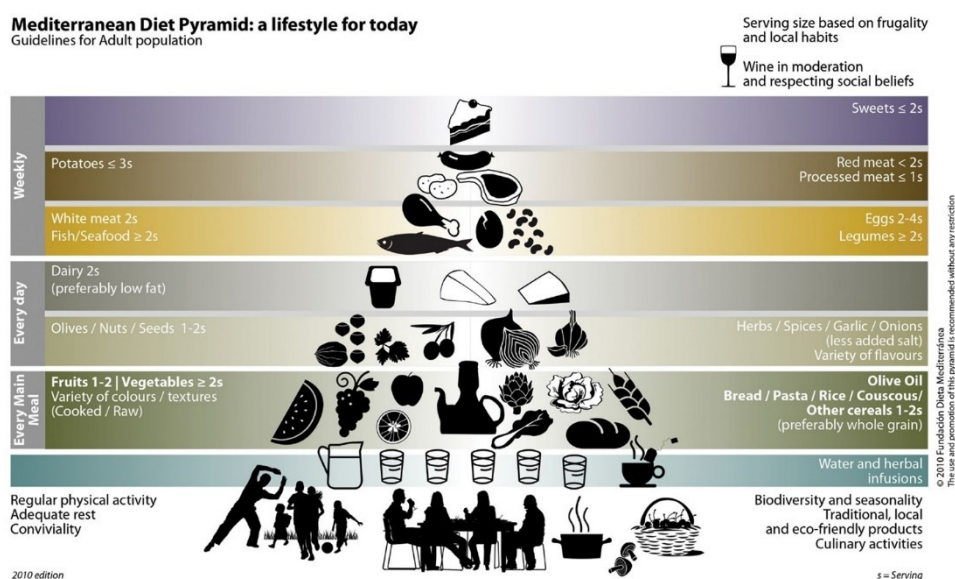 Mediterranean Diet Pyramid: a lifestyle for today
Guidelines for Adult population
Serving size based on frugality
and local habits
Wine in moderation
and respecting social beliefs
Weekly
Sweets ≤ 2s
Potatoes ≤ 3s
Red meat < 2s
Processed meat ≤ 1s
White meat 2s
Fish/Seafood ≥ 2s
Eggs 2-4s
Legumes ≥ 2s
Every day
Dairy 2s
(preferably low fat)
Olives / Nuts / Seeds 1-2s
Herbs / Spices / Garlic / Onions
(less added salt)
Variety of flavours
Every Main
Meal
Fruits 1-2 | Vegetables ≥ 2s
Variety of colours / textures
(Cooked / Raw)
Olive Oil
Bread / Pasta / Rice / Couscous/
Other cereals 1-2s
(preferably whole grain)
Water and herbal
infusions
Regular physical activity
Adequate rest
Conviviality
Biodiversity and seasonality
Traditional, local
and eco-friendly products
Culinary activities
© 2010 Fundación Dieta Mediterránea
The use and promotion of this pyramid is recommended without any restriction
2010 edition
s = Serving